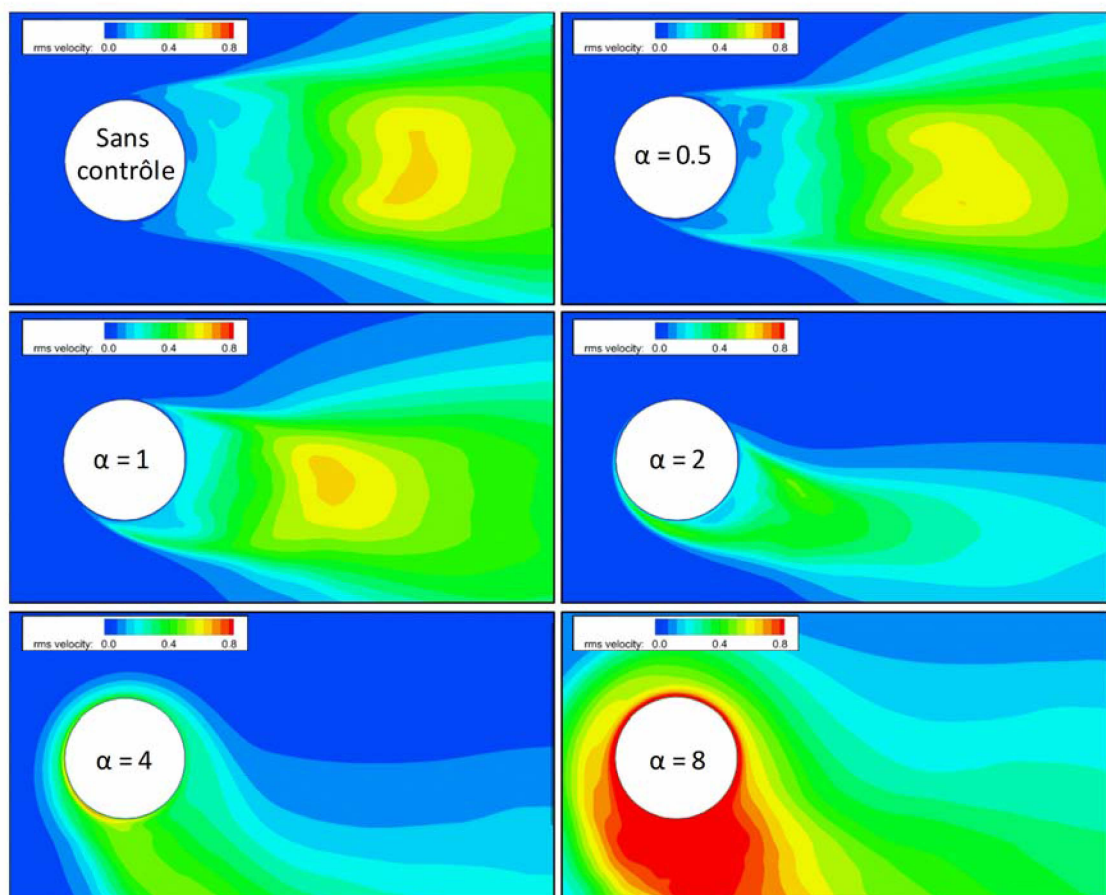 rms velocity: 0.0 0.4 0.8
Sans
contrôle
rms velocity: 0.0 0.4 0.8
α = 0.5
rms velocity: 0.0 0.4 0.8
α = 1
rms velocity: 0.0 0.4 0.8
α = 2
rms velocity: 0.0 0.4 0.8
α = 4
rms velocity: 0.0 0.4 0.8
α = 8